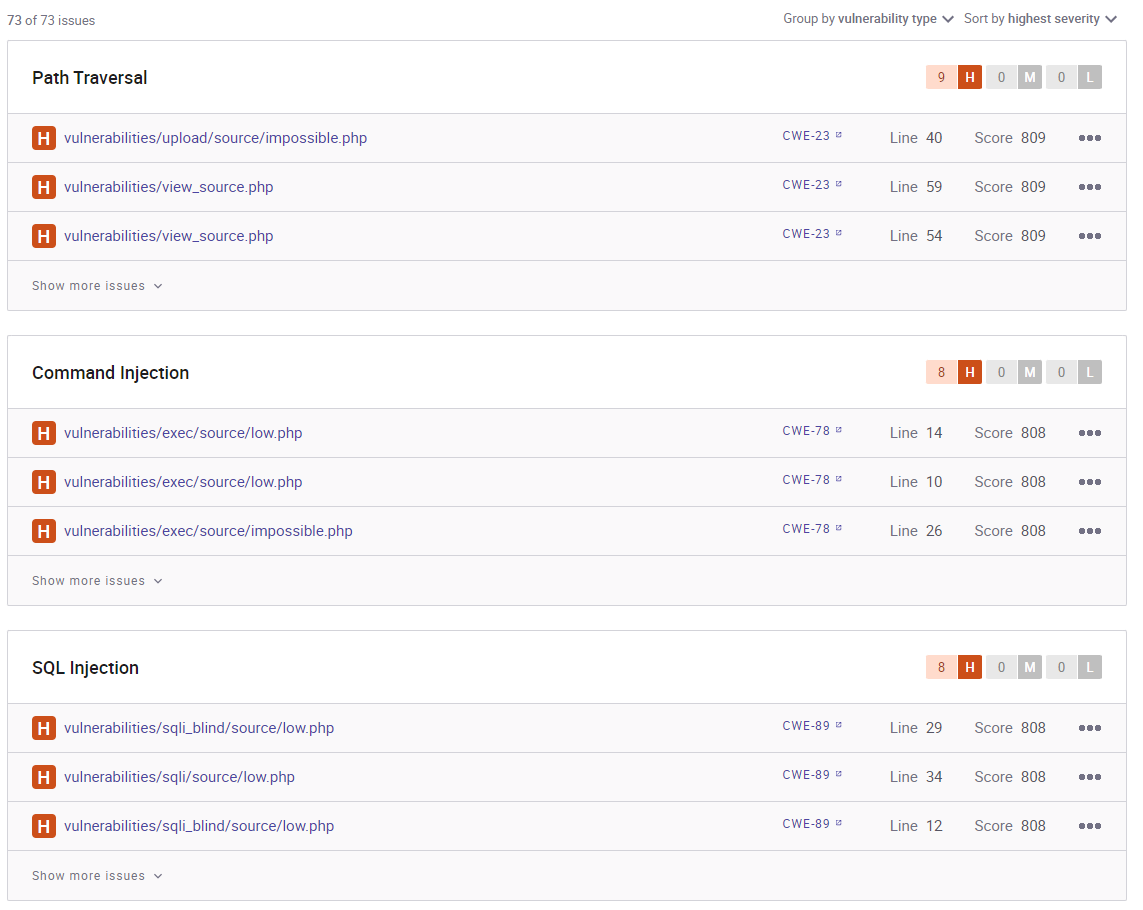 73 of 73 issues Group by vulnerability type Sort by highest severity
Path Traversal 9 H 0 M 0 L
H vulnerabilities/upload/source/impossible.php CWE-23 Line 40 Score 809
H vulnerabilities/view_source.php CWE-23 Line 59 Score 809
H vulnerabilities/view_source.php CWE-23 Line 54 Score 809
Show more issues
Command Injection 8 H 0 M 0 L
H vulnerabilities/exec/source/low.php CWE-78 Line 14 Score 808
H vulnerabilities/exec/source/low.php CWE-78 Line 10 Score 808
H vulnerabilities/exec/source/impossible.php CWE-78 Line 26 Score 808
Show more issues
SQL Injection 8 H 0 M 0 L
H vulnerabilities/sqli_blind/source/low.php CWE-89 Line 29 Score 808
H vulnerabilities/sqli/source/low.php CWE-89 Line 34 Score 808
H vulnerabilities/sqli_blind/source/low.php CWE-89 Line 12 Score 808
Show more issues